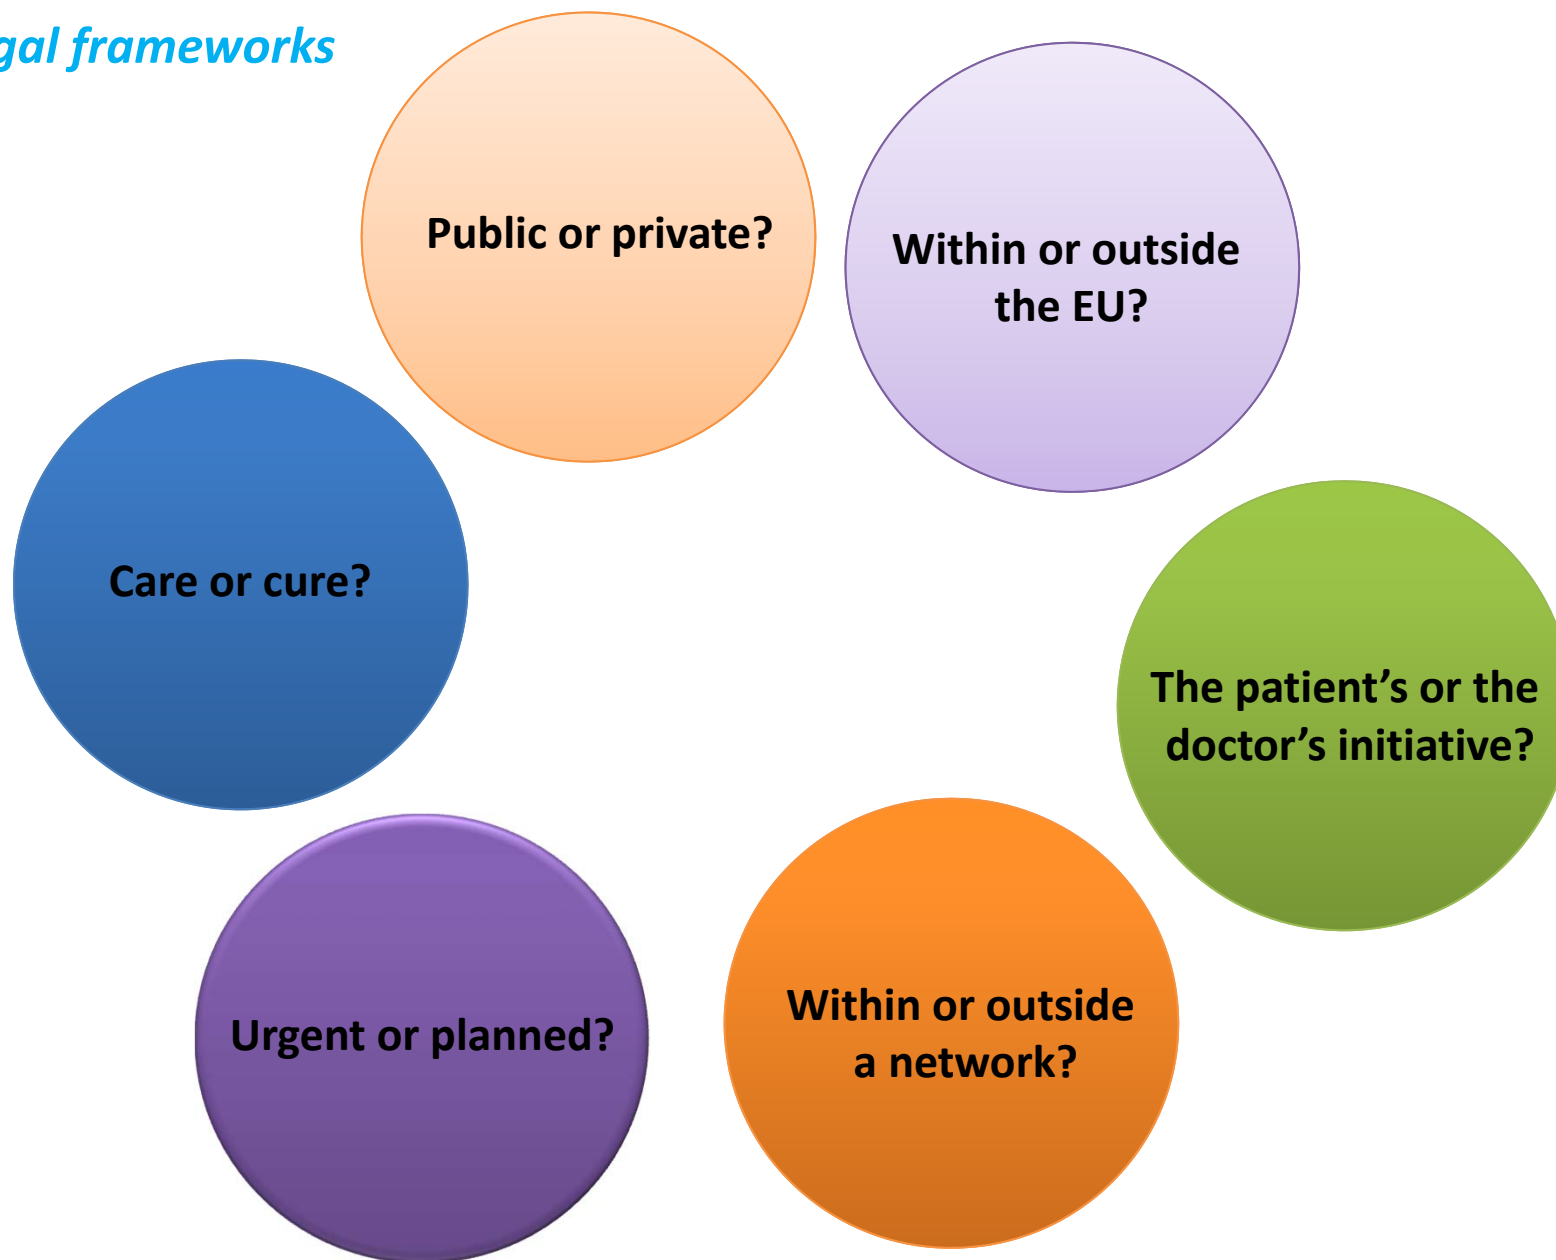 gal frameworks
Public or private?
Within or outside
the EU?
Care or cure?
The patient’s or the
doctor’s initiative?
Within or outside
a network?
Urgent or planned?